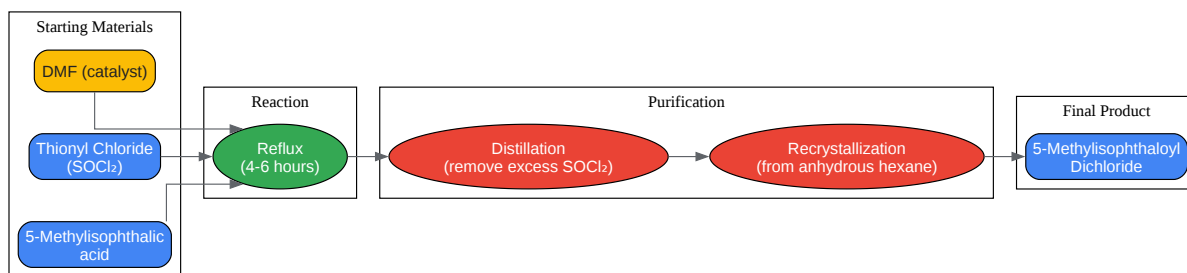 Starting Materials
DMF (catalyst)
Thionyl Chloride
(SOCl₂)
5-Methylisophthalic
acid
Reaction
Reflux
(4-6 hours)
Purification
Distillation
(remove excess SOCl₂)
Recrystallization
(from anhydrous hexane)
Final Product
5-Methylisophthaloyl
Dichloride